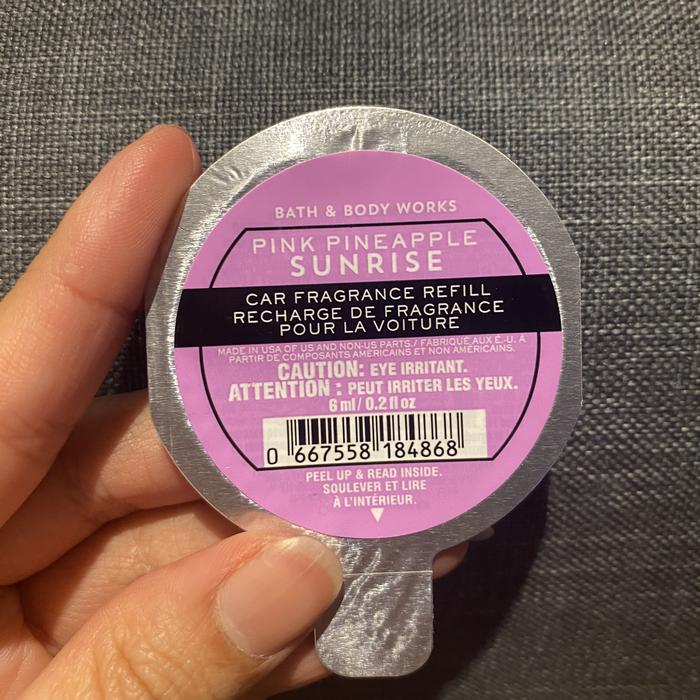 BATH & BODY WORKS
PINK PINEAPPLE
SUNRISE
CAR FRAGRANCE REFILL
RECHARGE DE FRAGRANCE
POUR LA VOITURE
MADE IN USA OF US AND NON-US PARTS./ FABRIQUÉ AUX É.-U. À
PARTIR DE COMPOSANTS AMÉRICAINS ET NON AMÉRICAINS.
CAUTION: EYE IRRITANT.
ATTENTION : PEUT IRRITER LES YEUX.
6 ml/ 0.2 fl oz
0 667558 184868
PEEL UP & READ INSIDE.
SOULEVER ET LIRE
À L'INTÉRIEUR.